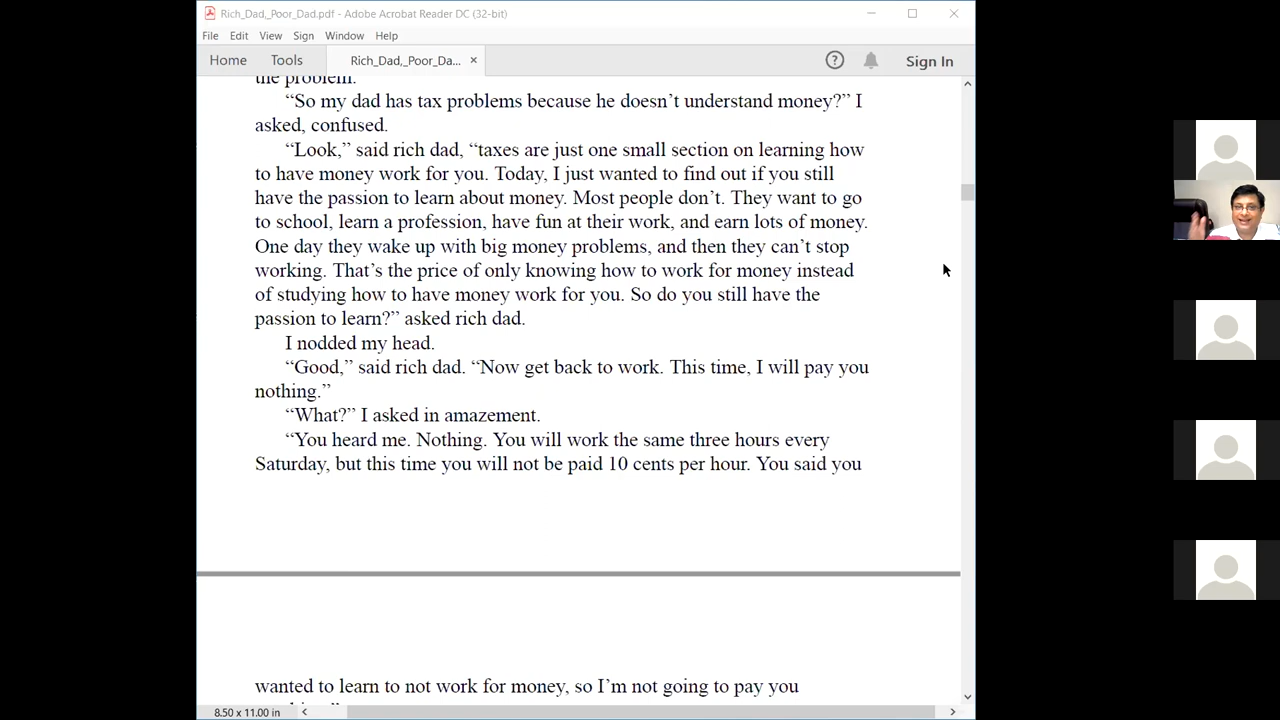 Rich_Dad,_Poor_Dad.pdf - Adobe Acrobat Reader DC (32-bit)
File Edit View Sign Window Help
Home Tools Rich_Dad,_Poor_Da... × ? Sign In
the problem.
“So my dad has tax problems because he doesn’t understand money?” I
asked, confused.
“Look,” said rich dad, “taxes are just one small section on learning how
to have money work for you. Today, I just wanted to find out if you still
have the passion to learn about money. Most people don’t. They want to go
to school, learn a profession, have fun at their work, and earn lots of money.
One day they wake up with big money problems, and then they can’t stop
working. That’s the price of only knowing how to work for money instead
of studying how to have money work for you. So do you still have the
passion to learn?” asked rich dad.
I nodded my head.
“Good,” said rich dad. “Now get back to work. This time, I will pay you
nothing.”
“What?” I asked in amazement.
“You heard me. Nothing. You will work the same three hours every
Saturday, but this time you will not be paid 10 cents per hour. You said you
wanted to learn to not work for money, so I’m not going to pay you
8.50 x 11.00 in